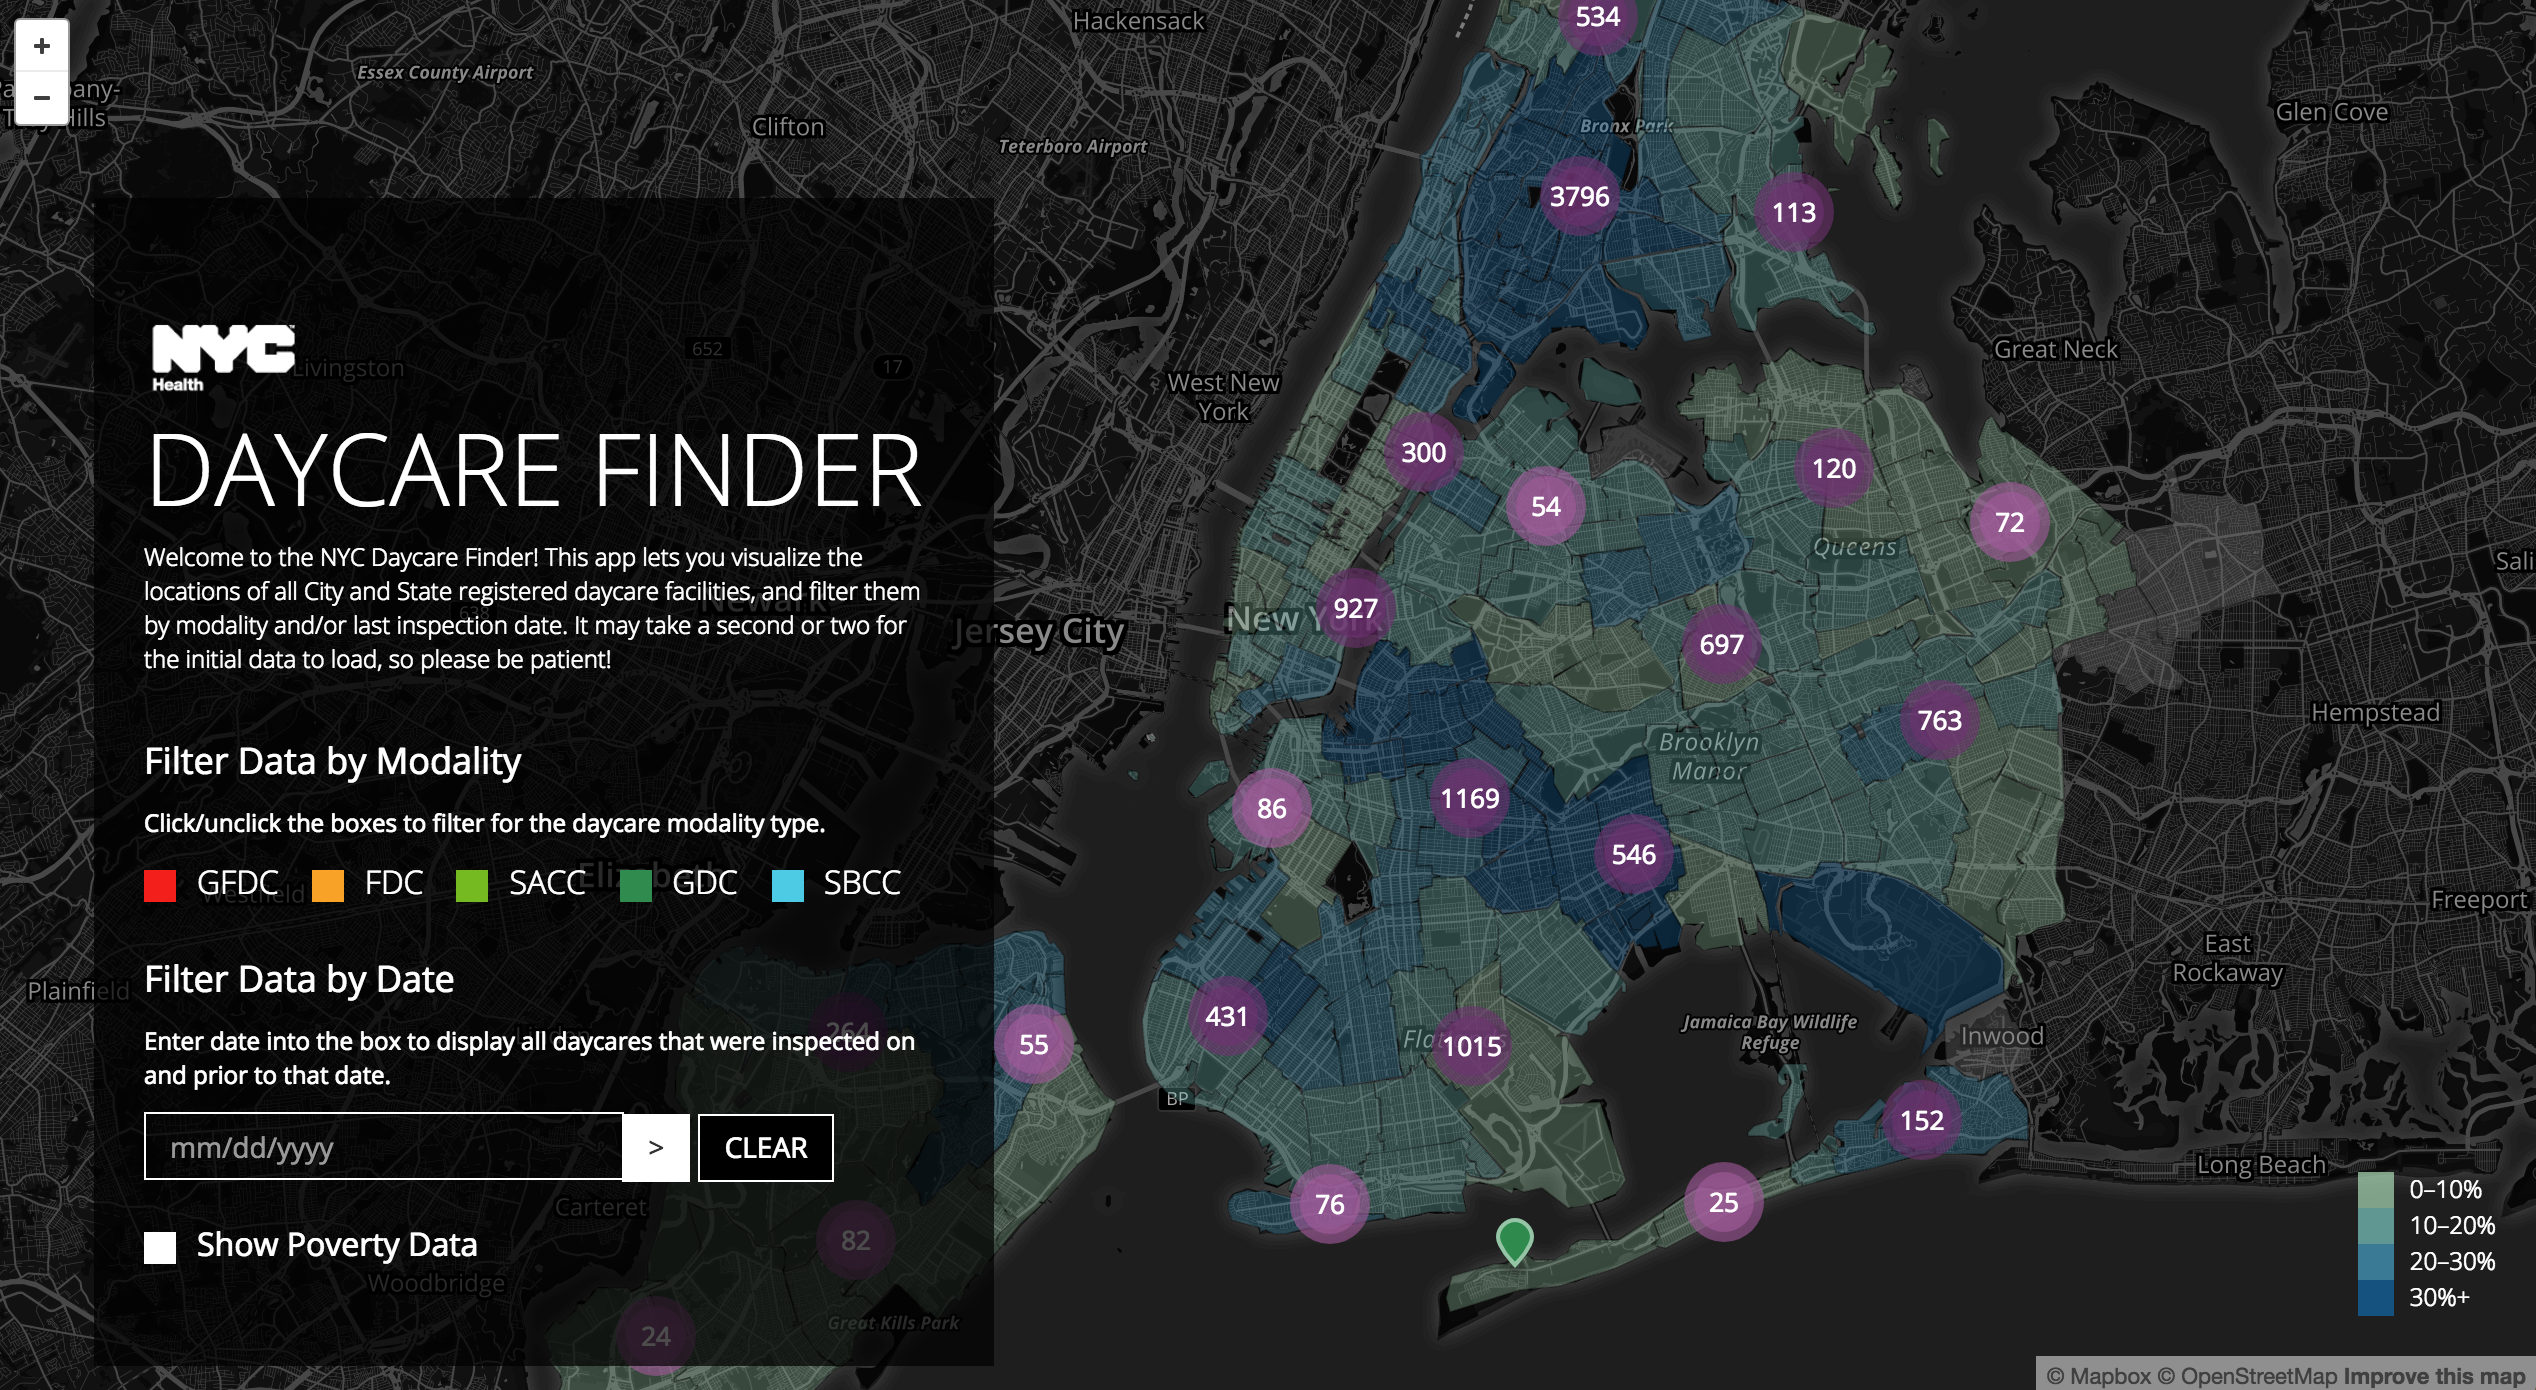 +
−
Hackensack
Essex County Airport
Clifton
Teterboro Airport
Glen Cove
534
Bronx Park
3796
113
652
17
NYC
Health
Livingston
West New
York
Great Neck
DAYCARE FINDER
300
54
120
72
Queens
Welcome to the NYC Daycare Finder! This app lets you visualize the
locations of all City and State registered daycare facilities, and filter them
by modality and/or last inspection date. It may take a second or two for
the initial data to load, so please be patient!
Newark
Jersey City
New York
927
697
763
Hempstead
Brooklyn
Manor
Filter Data by Modality
Click/unclick the boxes to filter for the daycare modality type.
GFDC
FDC
SACC
GDC
SBCC
Elizabeth
Westfield
86
1169
546
Freeport
East
Rockaway
Plainfield
Filter Data by Date
Linden
264
Enter date into the box to display all daycares that were inspected on
and prior to that date.
55
431
1015
Jamaica Bay Wildlife
Refuge
Inwood
BP
mm/dd/yyyy
>
CLEAR
152
Long Beach
Carteret
76
25
82
Show Poverty Data
Woodbridge
24
Great Kills Park
0–10%
10–20%
20–30%
30%+
© Mapbox © OpenStreetMap Improve this map